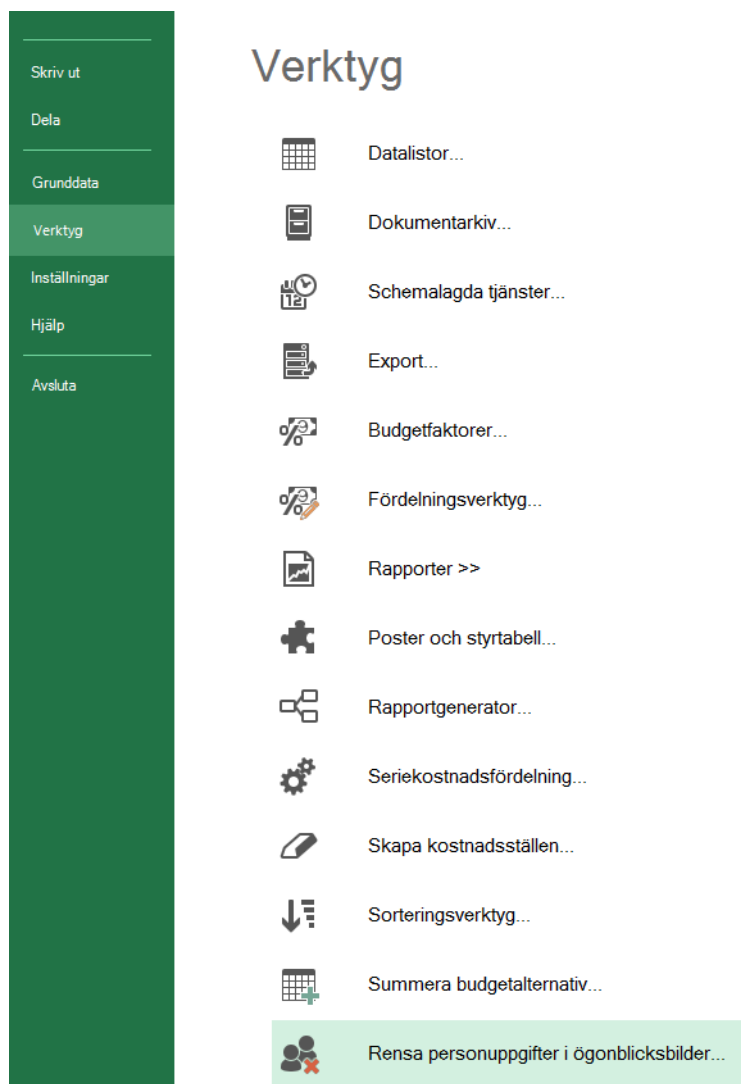 Skriv ut
Dela
Grunddata
Verktyg
Inställningar
Hjälp
Avsluta
Verktyg
Datalistor...
Dokumentarkiv...
Schemalagda tjänster...
Export...
Budgetfaktorer...
Fördelningsverktyg...
Rapporter >>
Poster och styrtabell...
Rapportgenerator...
Seriekostnadsfördelning...
Skapa kostnadsställen...
Sorteringsverktyg...
Summera budgetalternativ...
Rensa personuppgifter i ögonblicksbilder...